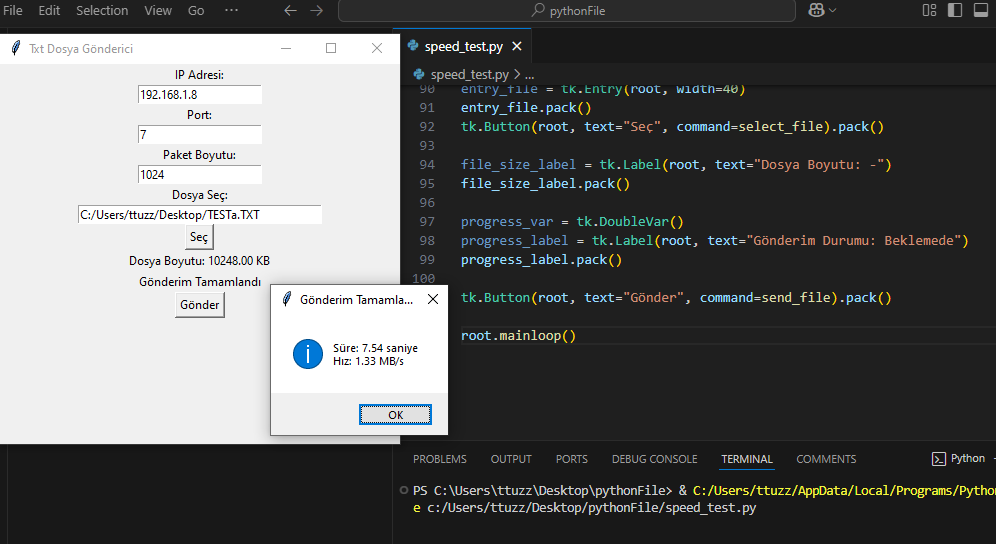 File Edit Selection View Go ··· pythonFile
Txt Dosya Gönderici
IP Adresi:
192.168.1.8
Port:
7
Paket Boyutu:
1024
Dosya Seç:
C:/Users/ttuzz/Desktop/TESTa.TXT
Seç
Dosya Boyutu: 10248.00 KB
Gönderim Tamamlandı
Gönder
Gönderim Tamamla...
Süre: 7.54 saniye
Hız: 1.33 MB/s
OK
speed_test.py
speed_test.py > ...
90 entry_file = tk.Entry(root, width=40)
91 entry_file.pack()
92 tk.Button(root, text="Seç", command=select_file).pack()
93
94 file_size_label = tk.Label(root, text="Dosya Boyutu: -")
95 file_size_label.pack()
96
97 progress_var = tk.DoubleVar()
98 progress_label = tk.Label(root, text="Gönderim Durumu: Beklemede")
99 progress_label.pack()
100
tk.Button(root, text="Gönder", command=send_file).pack()
root.mainloop()
PROBLEMS OUTPUT PORTS DEBUG CONSOLE TERMINAL COMMENTS Python
PS C:\Users\ttuzz\Desktop\pythonFile> & C:/Users/ttuzz/AppData/Local/Programs/Pytho
e c:/Users/ttuzz/Desktop/pythonFile/speed_test.py